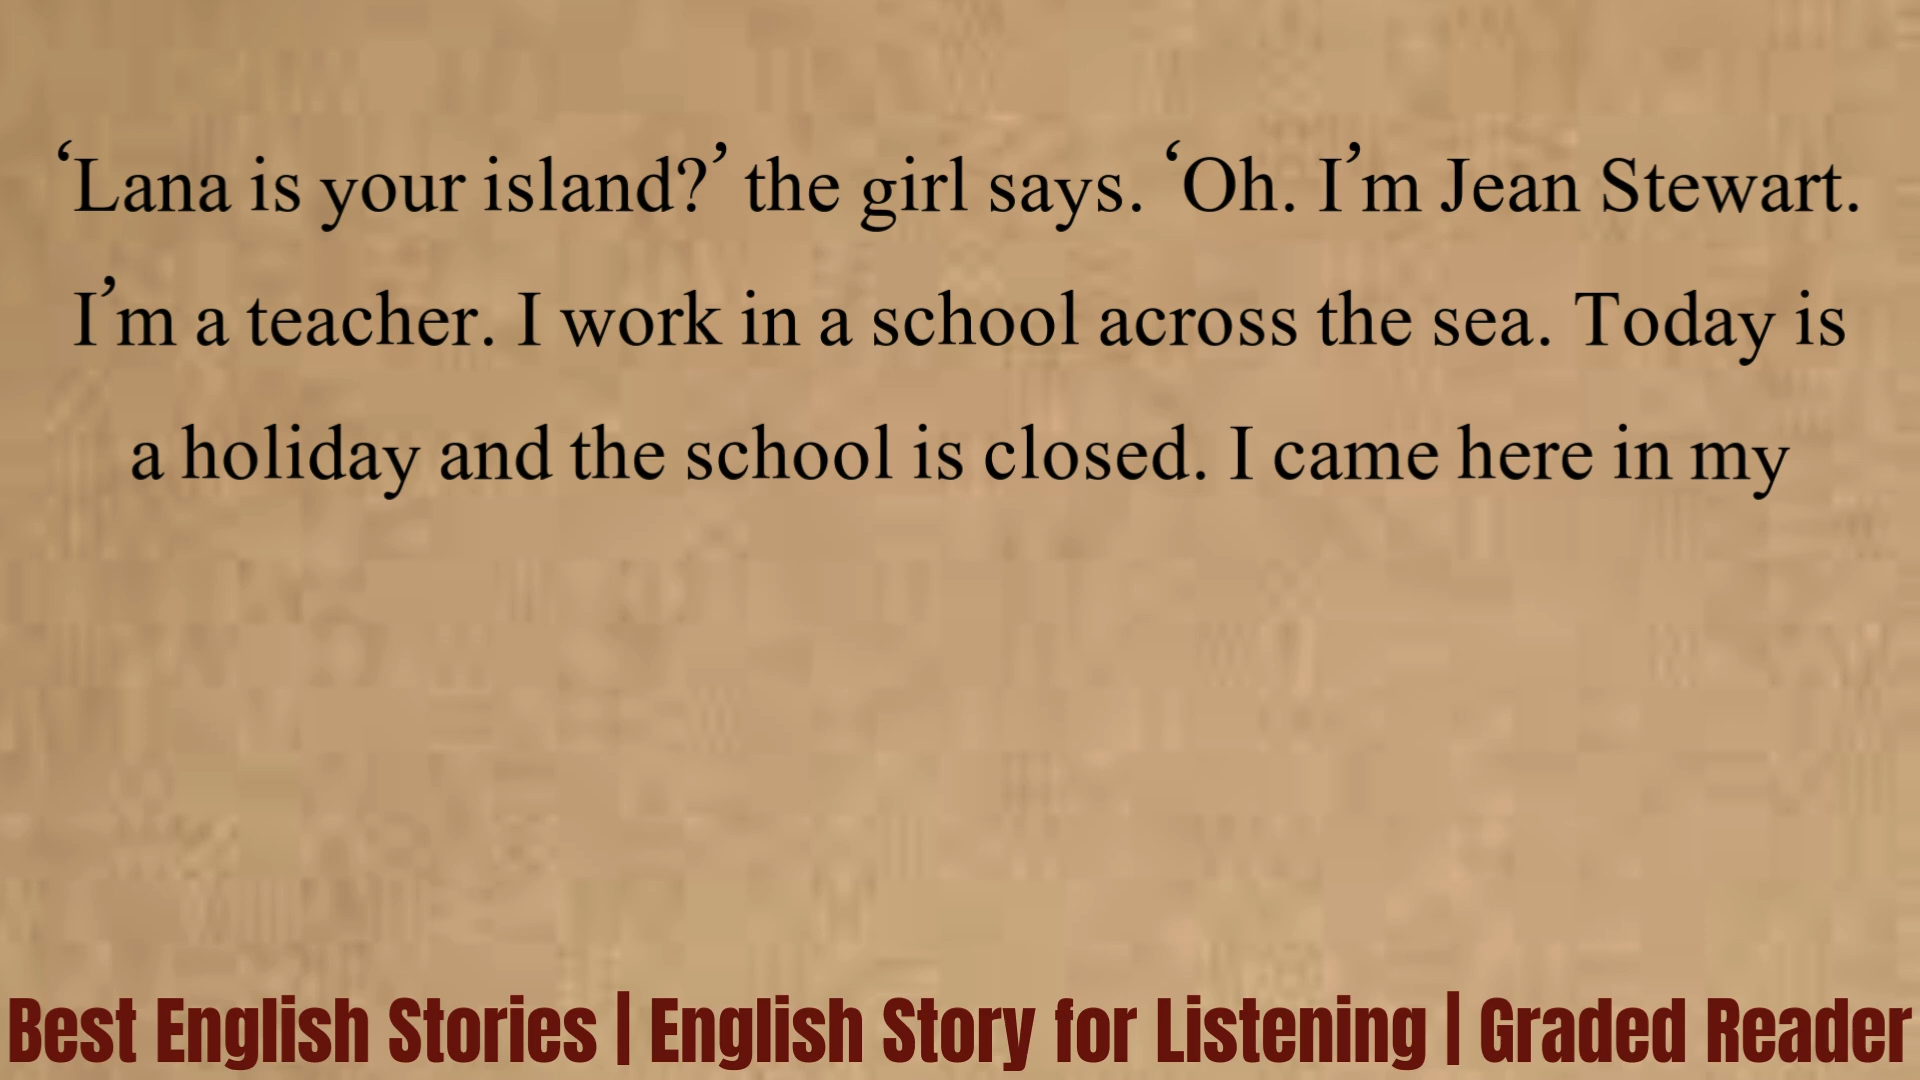 ‘Lana is your island?’ the girl says. ‘Oh. I’m Jean Stewart.
I’m a teacher. I work in a school across the sea. Today is
a holiday and the school is closed. I came here in my
Best English Stories | English Story for Listening | Graded Reader